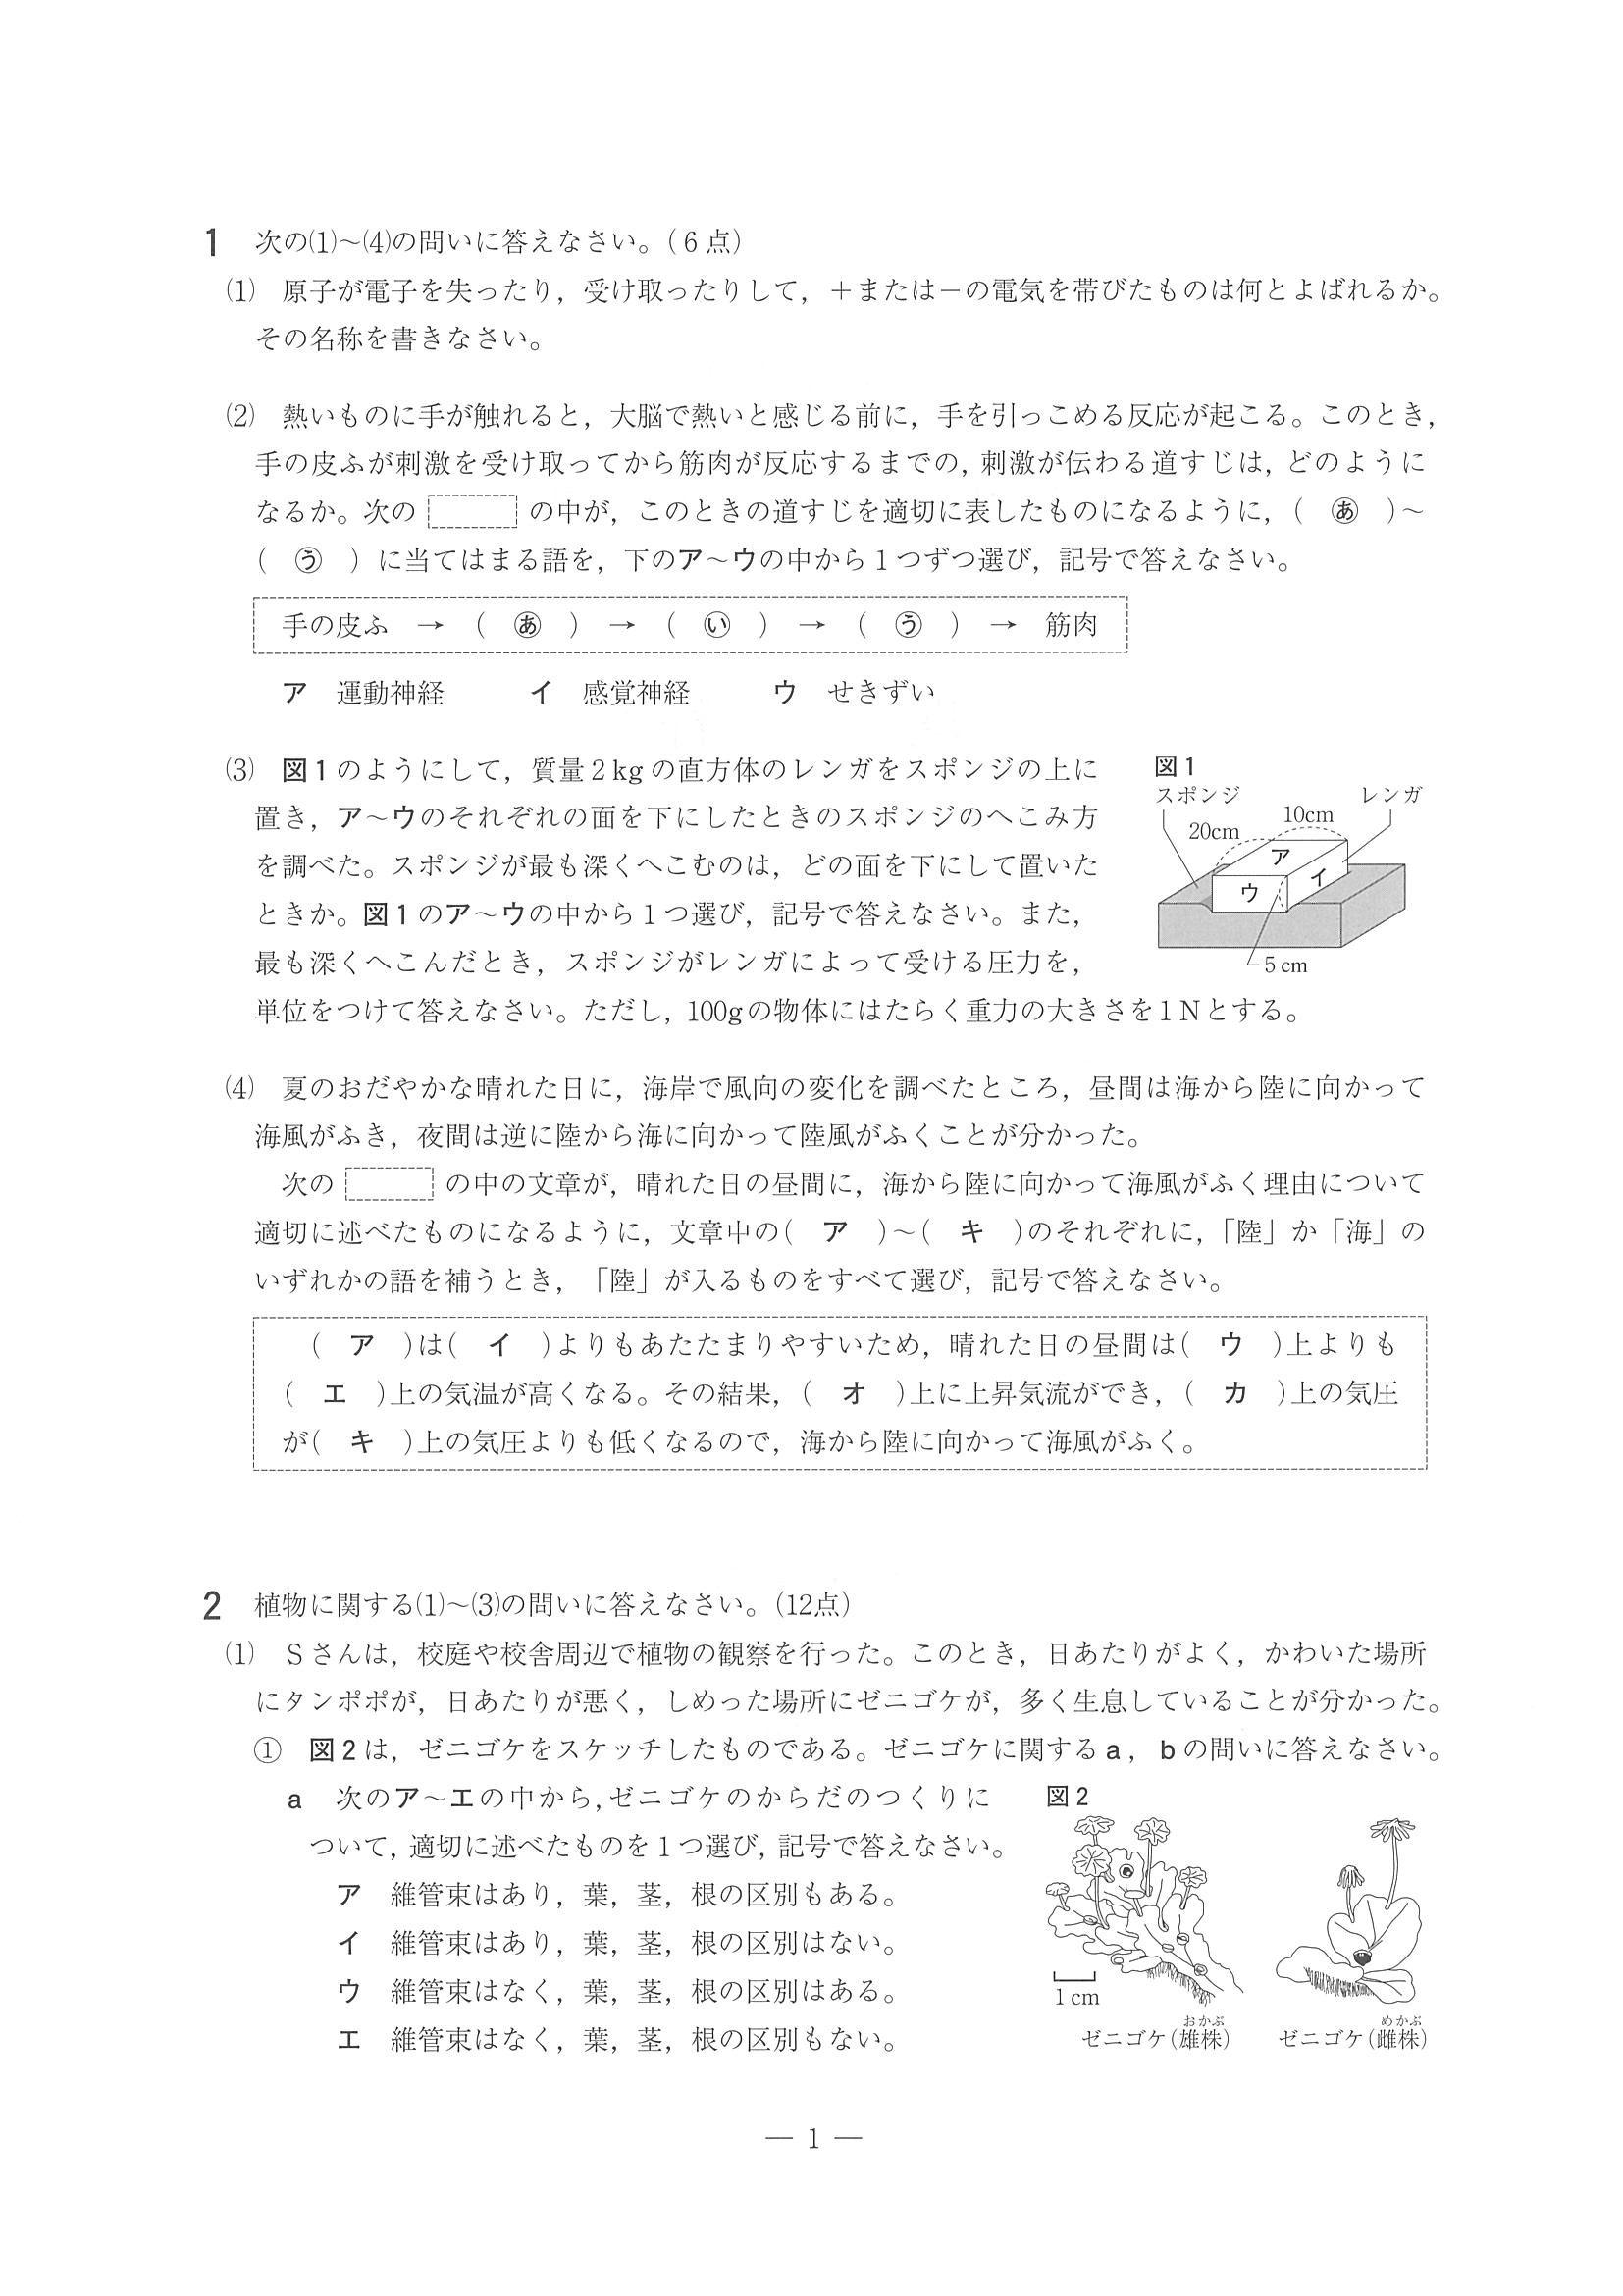 1　次の⑴～⑷の問いに答えなさい。（6点）
⑴　原子が電子を失ったり，受け取ったりして，＋または－の電気を帯びたものは何とよばれるか。
その名称を書きなさい。
⑵　熱いものに手が触れると，大脳で熱いと感じる前に，手を引っこめる反応が起こる。このとき，
手の皮ふが刺激を受け取ってから筋肉が反応するまでの，刺激が伝わる道すじは，どのように
なるか。次の　　　の中が，このときの道すじを適切に表したものになるように，（　㋐あ　）～
（　う　）に当てはまる語を，下のア～ウの中から1つずつ選び，記号で答えなさい。
手の皮ふ　→　（　あ　）　→　（　い　）　→　（　う　）　→　筋肉
ア　運動神経　　　イ　感覚神経　　　ウ　せきずい
⑶　図1のようにして，質量2kgの直方体のレンガをスポンジの上に
置き，ア～ウのそれぞれの面を下にしたときのスポンジのへこみ方
を調べた。スポンジが最も深くへこむのは，どの面を下にして置いた
ときか。図1のア～ウの中から1つ選び，記号で答えなさい。また，
最も深くへこんだとき，スポンジがレンガによって受ける圧力を，
単位をつけて答えなさい。ただし，100gの物体にはたらく重力の大きさを1Nとする。
図1
スポンジ　レンガ
10cm
20cm
ア
イ
ウ
5cm
⑷　夏のおだやかな晴れた日に，海岸で風向の変化を調べたところ，昼間は海から陸に向かって
海風がふき，夜間は逆に陸から海に向かって陸風がふくことが分かった。
次の　　　の中の文章が，晴れた日の昼間に，海から陸に向かって海風がふく理由について
適切に述べたものになるように，文章中の（　ア　）～（　キ　）のそれぞれに，「陸」か「海」の
いずれかの語を補うとき，「陸」が入るものをすべて選び，記号で答えなさい。
（　ア　）は（　イ　）よりもあたたまりやすいため，晴れた日の昼間は（　ウ　）上よりも
（　エ　）上の気温が高くなる。その結果，（　オ　）上に上昇気流ができ，（　カ　）上の気圧
が（　キ　）上の気圧よりも低くなるので，海から陸に向かって海風がふく。
2　植物に関する⑴～⑶の問いに答えなさい。（12点）
⑴　Sさんは，校庭や校舎周辺で植物の観察を行った。このとき，日あたりがよく，かわいた場所
にタンポポが，日あたりが悪く，しめった場所にゼニゴケが，多く生息していることが分かった。
①　図2は，ゼニゴケをスケッチしたものである。ゼニゴケに関するa，bの問いに答えなさい。
a　次のア～エの中から，ゼニゴケのからだのつくりに
ついて，適切に述べたものを1つ選び，記号で答えなさい。
ア　維管束はあり，葉，茎，根の区別もある。
イ　維管束はあり，葉，茎，根の区別はない。
ウ　維管束はなく，葉，茎，根の区別はある。
エ　維管束はなく，葉，茎，根の区別もない。
図2
1cm
おかぶ　めかぶ
ゼニゴケ（雄株）　ゼニゴケ（雌株）
— 1 —